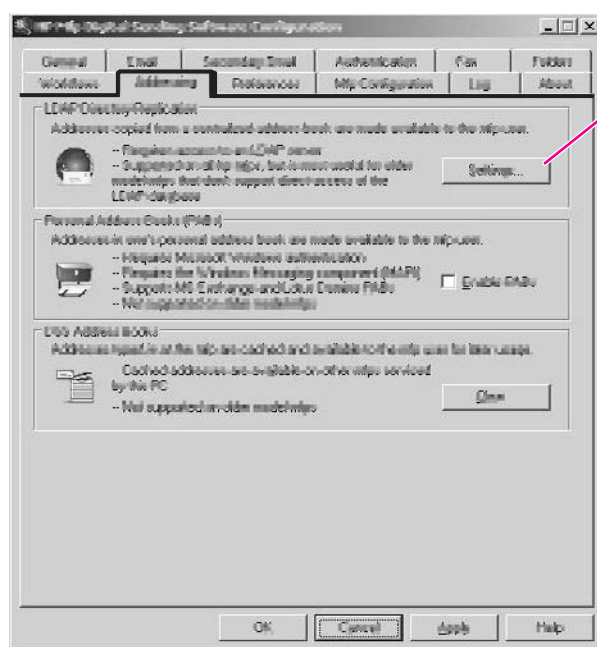 HP Mfp Digital Sending Software Configuration
General Email Secondary Email Authentication Fax Folders
Workflows Addressing Preferences Mfp Configuration Log About
LDAP Directory Replication
Addresses copied from a centralized address book are made available to the mfp user.
-- Requires access to an LDAP server
-- Supported on all hp mfps, but is most useful for older
model mfps that don't support direct access of the
LDAP database
Settings...
Personal Address Books (PABs)
Addresses in one's personal address book are made available to the mfp user.
-- Requires Microsoft Windows authentication
-- Requires the Windows Messaging component (MAPI)
-- Supports MS Exchange and Lotus Domino PABs
-- Not supported on older model mfps
Enable PABs
Address Books
Addresses typed in at the mfp are cached and available to the mfp user for later usage.
Cached addresses are available on other mfps serviced
by this PC
-- Not supported on older model mfps
Clear
OK Cancel Apply Help